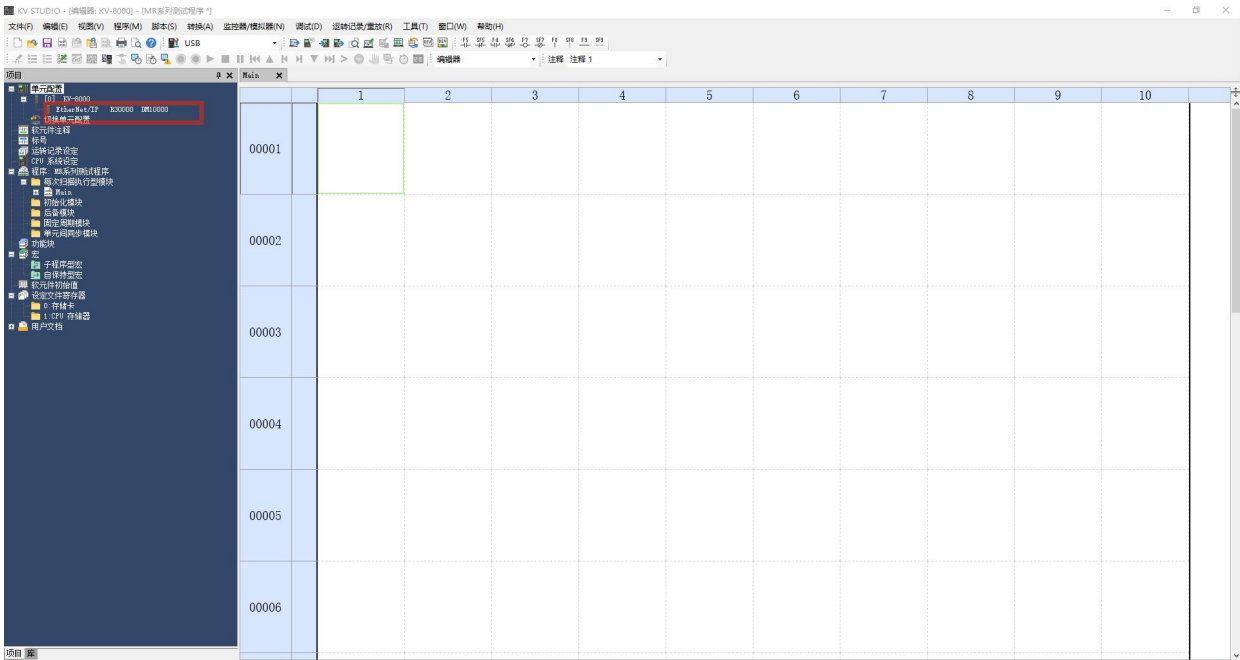 KV STUDIO - [编辑器: KV-8000] - [MR系列测试程序 *]
文件(F) 编辑(E) 视图(V) 程序(M) 脚本(S) 转换(A) 监控器/模拟器(N) 调试(D) 运转记录/重放(R) 工具(T) 窗口(W) 帮助(H)
USB
编辑器 注释 注释 1
项目 Main
单元配置
[0] KV-8000
EtherNet/IP R30000 DM10000
切换单元配置
软元件注释
标号
运转记录设定
CPU 系统设定
程序: MR系列测试程序
每次扫描执行型模块
Main
初始化模块
后备模块
固定周期模块
单元间同步模块
功能块
宏
子程序型宏
自保持型宏
软元件初始值
设定文件寄存器
0:存储卡
1:CPU 存储器
用户文档
1 2 3 4 5 6 7 8 9 10
00001
00002
00003
00004
00005
00006
项目 库